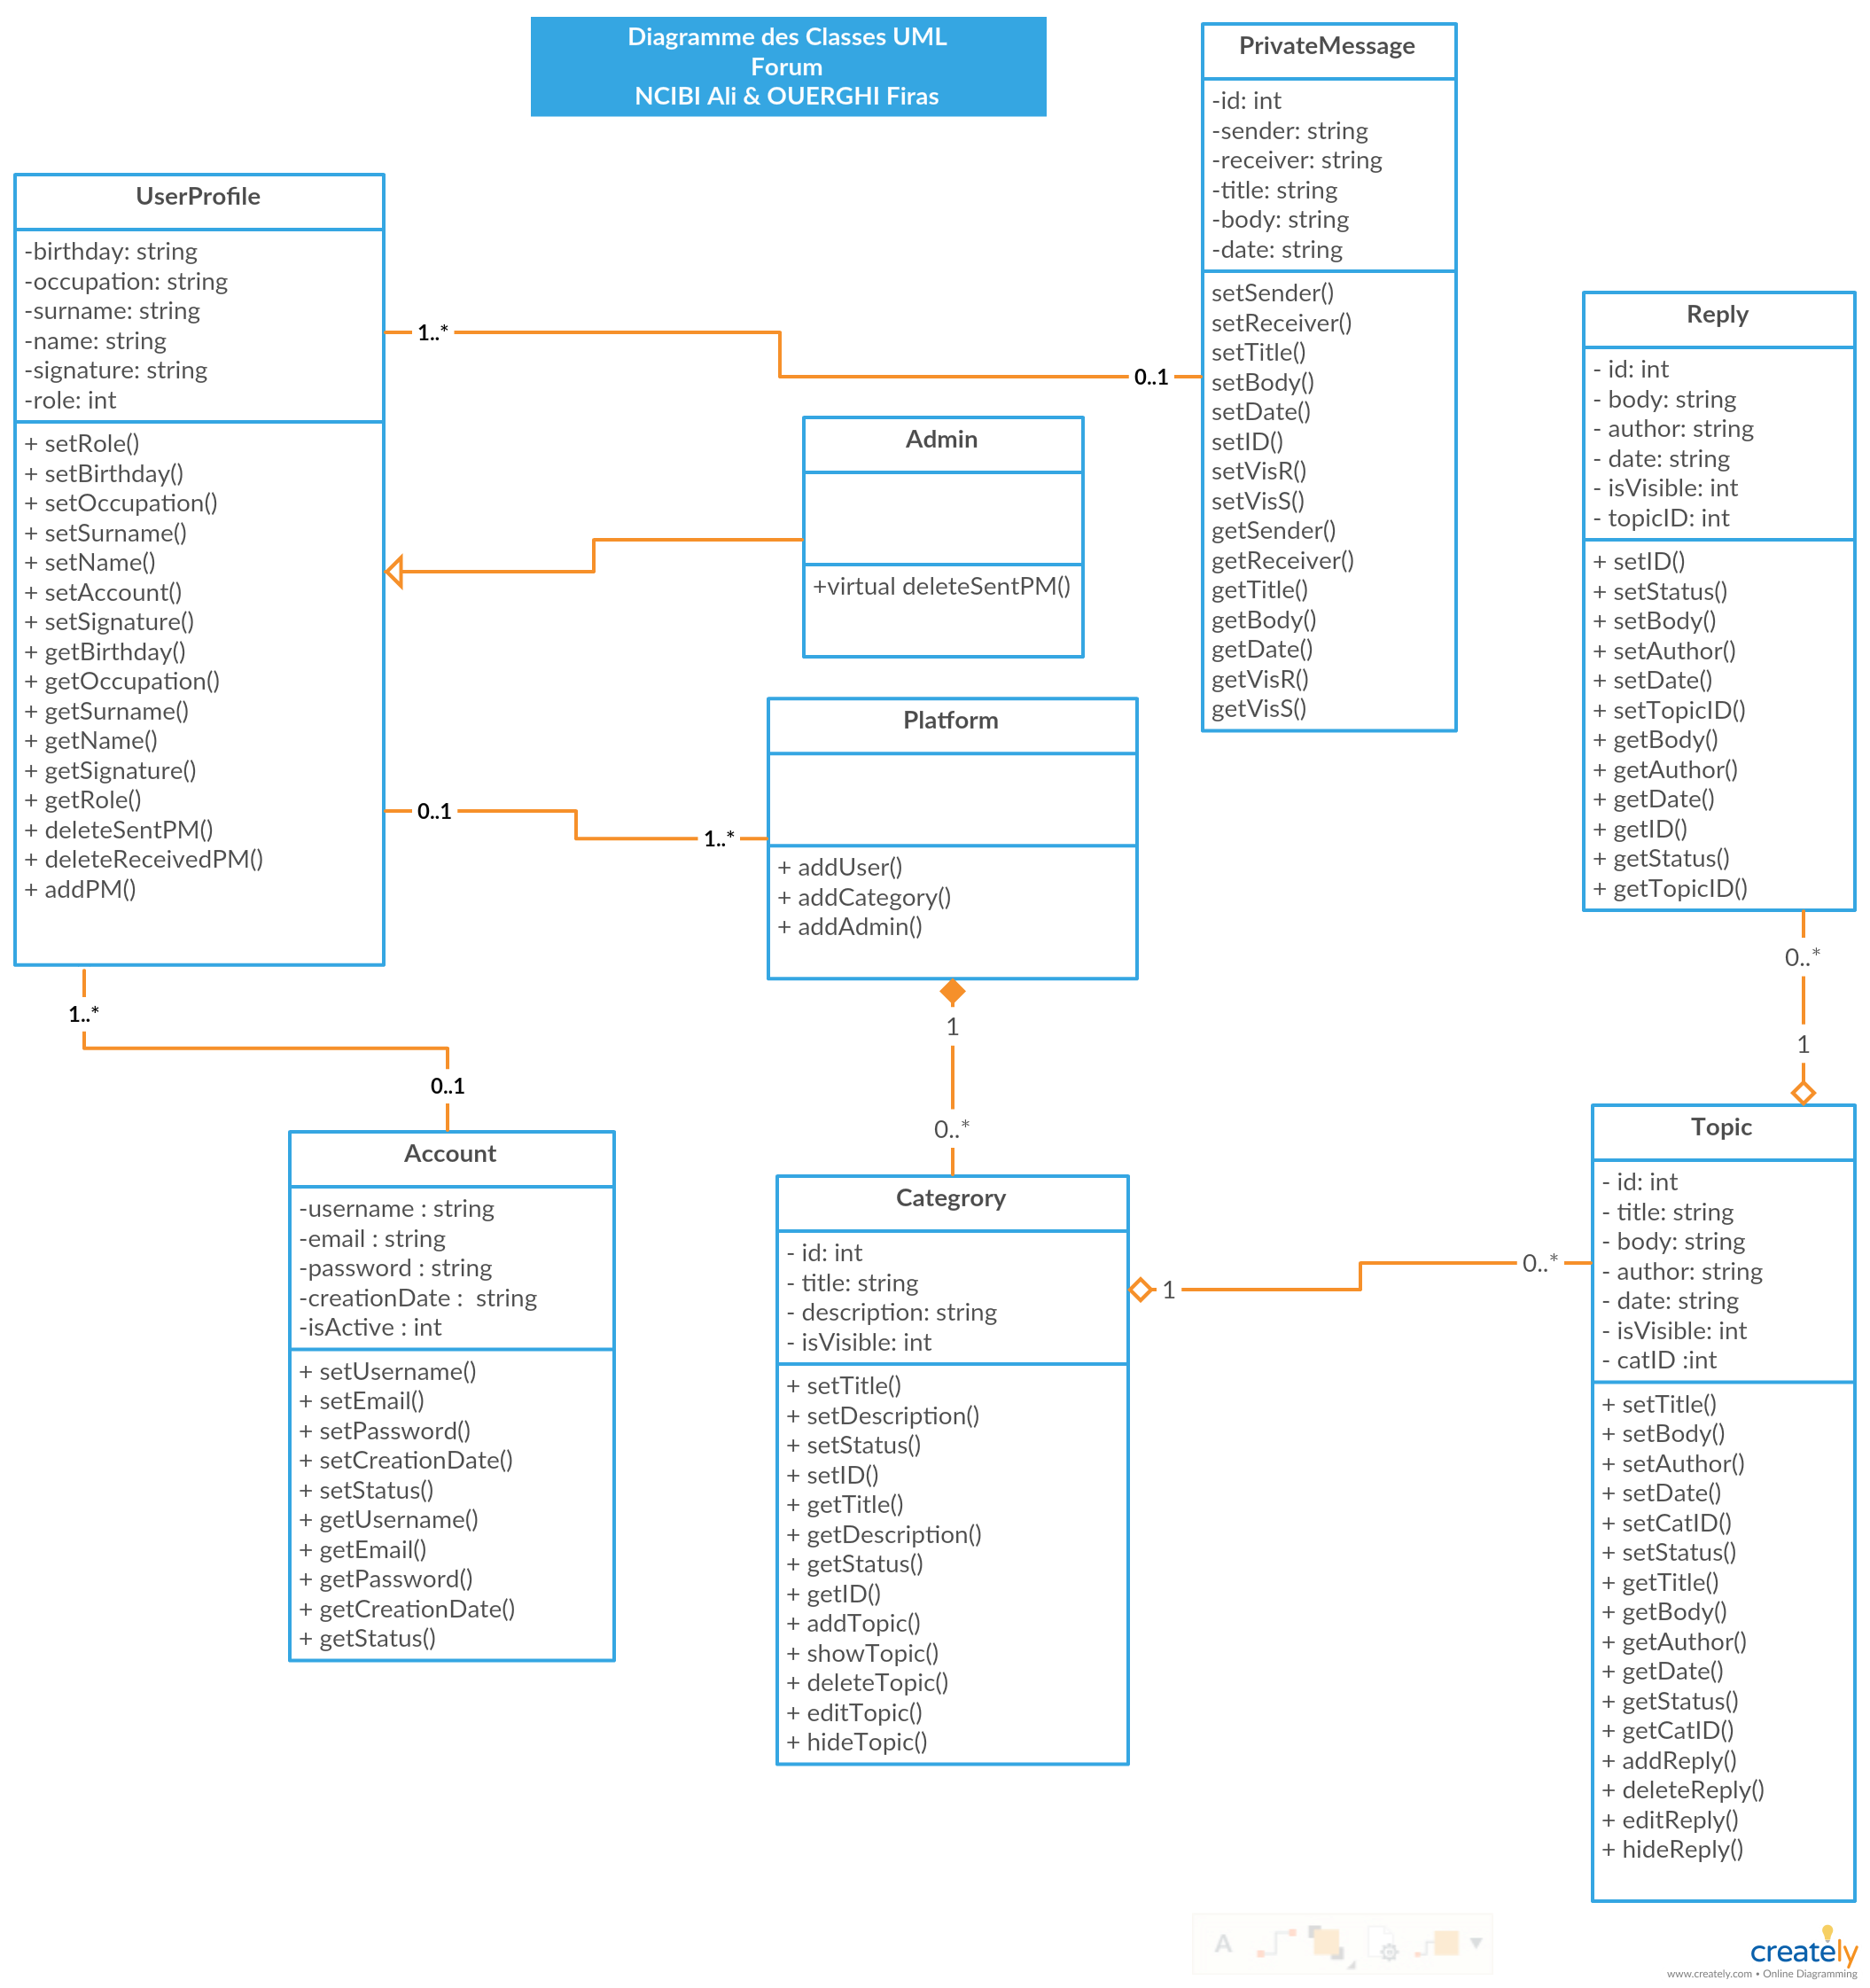 Diagramme des Classes UML
Forum
NCIBI Ali & OUERGHI Firas
PrivateMessage
-id: int
-sender: string
-receiver: string
-title: string
-body: string
-date: string
setSender()
setReceiver()
setTitle()
setBody()
setDate()
setID()
setVisR()
setVisS()
getSender()
getReceiver()
getTitle()
getBody()
getDate()
getVisR()
getVisS()
UserProfile
-birthday: string
-occupation: string
-surname: string
-name: string
-signature: string
-role: int
+ setRole()
+ setBirthday()
+ setOccupation()
+ setSurname()
+ setName()
+ setAccount()
+ setSignature()
+ getBirthday()
+ getOccupation()
+ getSurname()
+ getName()
+ getSignature()
+ getRole()
+ deleteSentPM()
+ deleteReceivedPM()
+ addPM()
1..*
0..1
Admin
+virtual deleteSentPM()
Reply
- id: int
- body: string
- author: string
- date: string
- isVisible: int
- topicID: int
+ setID()
+ setStatus()
+ setBody()
+ setAuthor()
+ setDate()
+ setTopicID()
+ getBody()
+ getAuthor()
+ getDate()
+ getID()
+ getStatus()
+ getTopicID()
Platform
+ addUser()
+ addCategory()
+ addAdmin()
0..1
1..*
1..*
0..1
1
0..*
0..*
1
Account
-username : string
-email : string
-password : string
-creationDate :  string
-isActive : int
+ setUsername()
+ setEmail()
+ setPassword()
+ setCreationDate()
+ setStatus()
+ getUsername()
+ getEmail()
+ getPassword()
+ getCreationDate()
+ getStatus()
Categrory
- id: int
- title: string
- description: string
- isVisible: int
+ setTitle()
+ setDescription()
+ setStatus()
+ setID()
+ getTitle()
+ getDescription()
+ getStatus()
+ getID()
+ addTopic()
+ showTopic()
+ deleteTopic()
+ editTopic()
+ hideTopic()
1
0..*
Topic
- id: int
- title: string
- body: string
- author: string
- date: string
- isVisible: int
- catID :int
+ setTitle()
+ setBody()
+ setAuthor()
+ setDate()
+ setCatID()
+ setStatus()
+ getTitle()
+ getBody()
+ getAuthor()
+ getDate()
+ getStatus()
+ getCatID()
+ addReply()
+ deleteReply()
+ editReply()
+ hideReply()
A
creately
www.creately.com • Online Diagramming